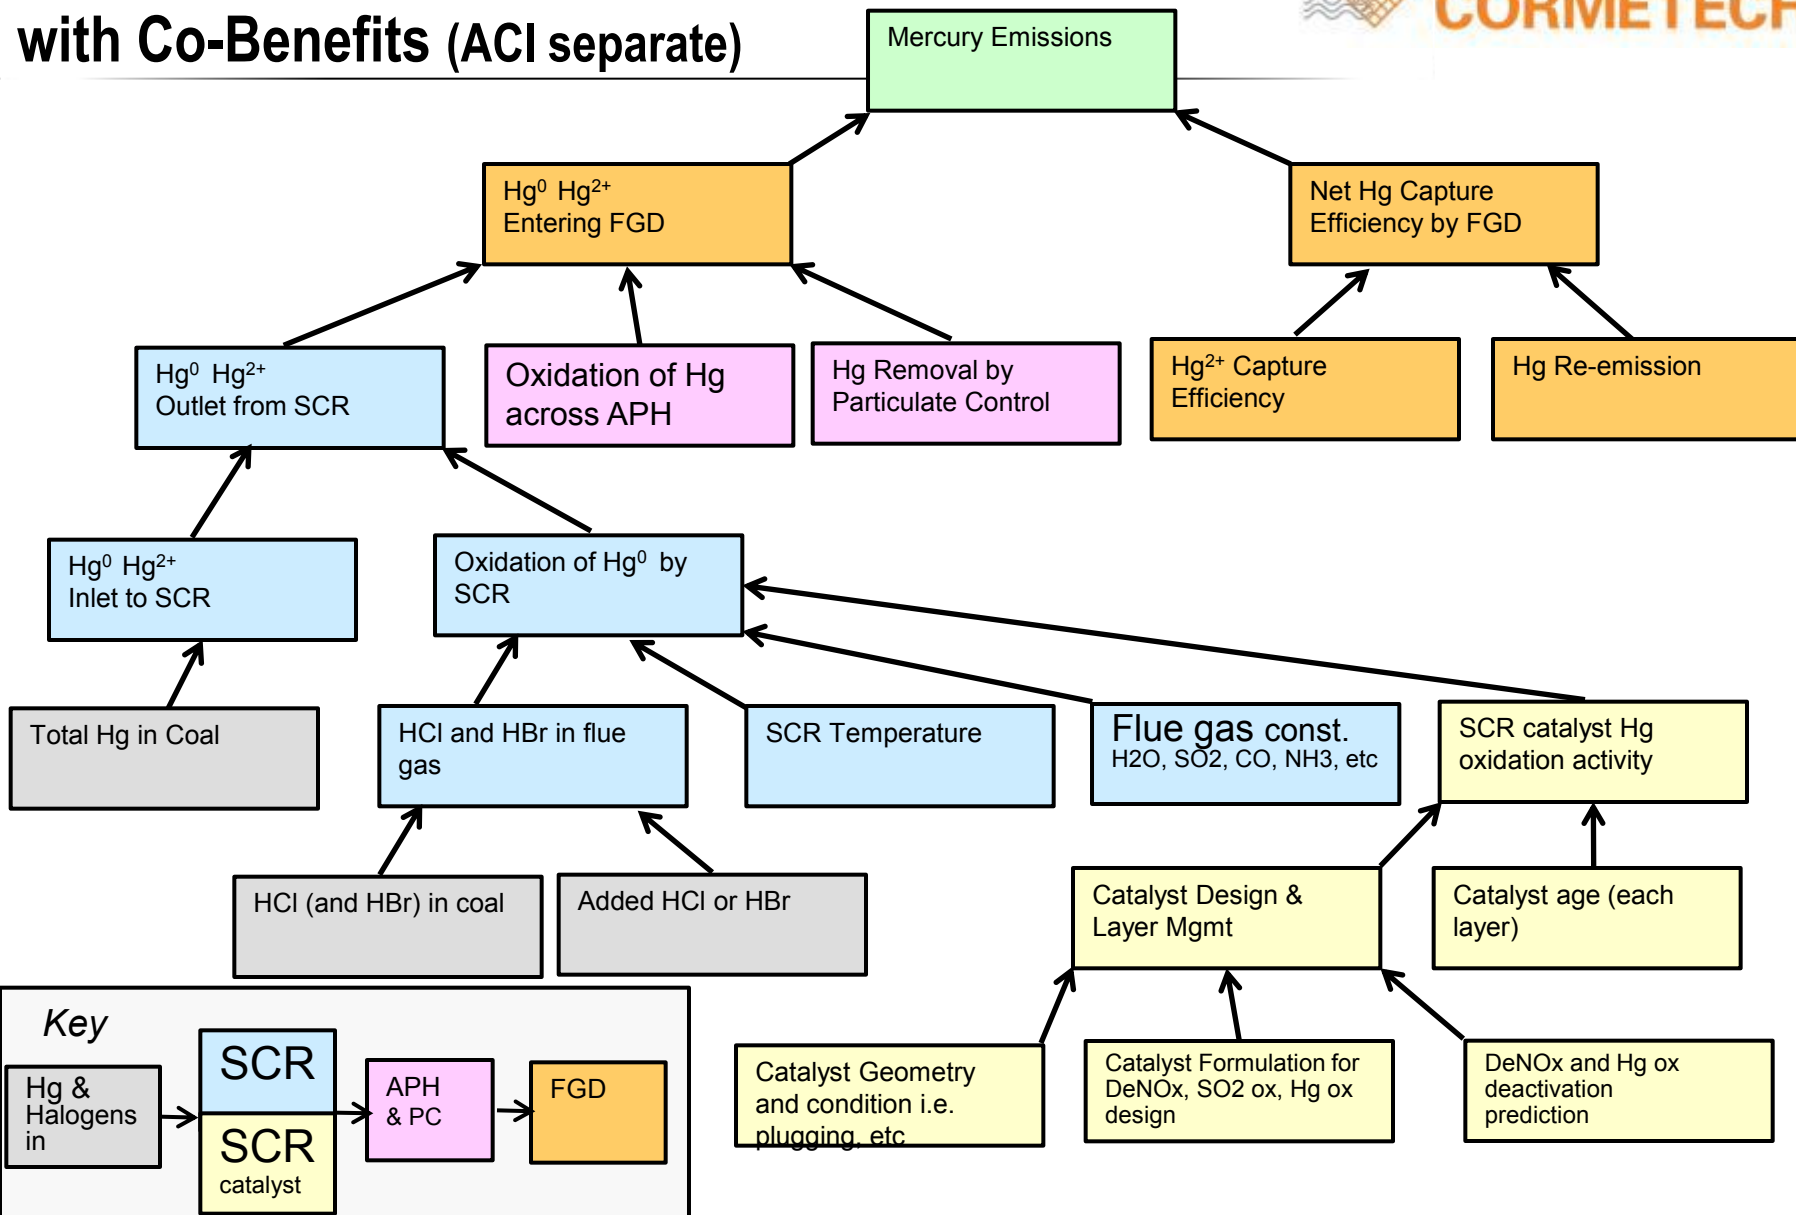 with Co-Benefits (ACI separate)
CORMETECH
Mercury Emissions
Hg⁰ Hg²⁺
Entering FGD
Net Hg Capture
Efficiency by FGD
Hg⁰ Hg²⁺
Outlet from SCR
Oxidation of Hg
across APH
Hg Removal by
Particulate Control
Hg²⁺ Capture
Efficiency
Hg Re-emission
Hg⁰ Hg²⁺
Inlet to SCR
Oxidation of Hg⁰ by
SCR
Total Hg in Coal
HCl and HBr in flue
gas
SCR Temperature
Flue gas const.
H2O, SO2, CO, NH3, etc
SCR catalyst Hg
oxidation activity
HCl (and HBr) in coal
Added HCl or HBr
Catalyst Design &
Layer Mgmt
Catalyst age (each
layer)
Catalyst Geometry
and condition i.e.
plugging, etc
Catalyst Formulation for
DeNOx, SO2 ox, Hg ox
design
DeNOx and Hg ox
deactivation
prediction
Key
Hg &
Halogens
in
SCR
SCR
catalyst
APH
& PC
FGD